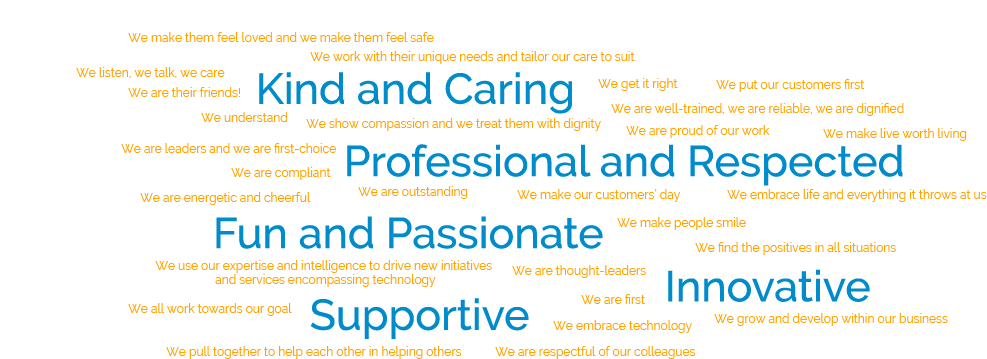 We make them feel loved and we make them feel safe
We work with their unique needs and tailor our care to suit
We listen, we talk, we care
Kind and Caring
We get it right
We put our customers first
We are their friends!
We are well-trained, we are reliable, we are dignified
We understand
We show compassion and we treat them with dignity
We are proud of our work
We make live worth living
We are leaders and we are first-choice
Professional and Respected
We are compliant
We are outstanding
We make our customers' day
We embrace life and everything it throws at us
We are energetic and cheerful
Fun and Passionate
We make people smile
We find the positives in all situations
We use our expertise and intelligence to drive new initiatives
and services encompassing technology
We are thought-leaders
Innovative
We are first
We all work towards our goal
Supportive
We embrace technology
We grow and develop within our business
We pull together to help each other in helping others
We are respectful of our colleagues